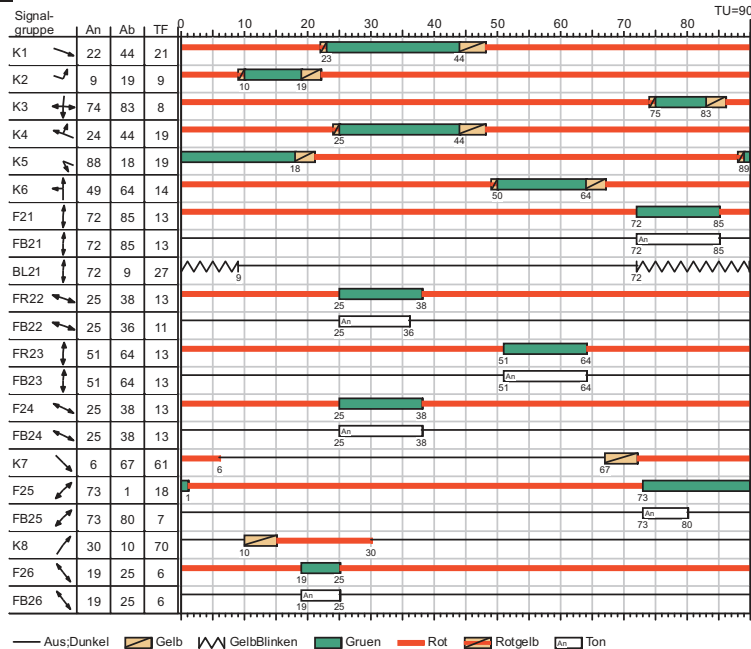 TU=90
Signal-
gruppe An Ab TF 0 10 20 30 40 50 60 70 80
K1 22 44 21
23 44
K2 9 19 9
10 19
K3 74 83 8
75 83
K4 24 44 19
25 44
K5 88 18 19
18 89
K6 49 64 14
50 64
F21 72 85 13
72 85
FB21 72 85 13 An
72 85
BL21 72 9 27
9 72
FR22 25 38 13
25 38
FB22 25 36 11 An
25 36
FR23 51 64 13
51 64
FB23 51 64 13 An
51 64
F24 25 38 13
25 38
FB24 25 38 13 An
25 38
K7 6 67 61
6 67
F25 73 1 18
1 73
FB25 73 80 7 An
73 80
K8 30 10 70
10 30
F26 19 25 6
19 25
FB26 19 25 6 An
19 25
Aus;Dunkel Gelb GelbBlinken Gruen Rot Rotgelb An Ton